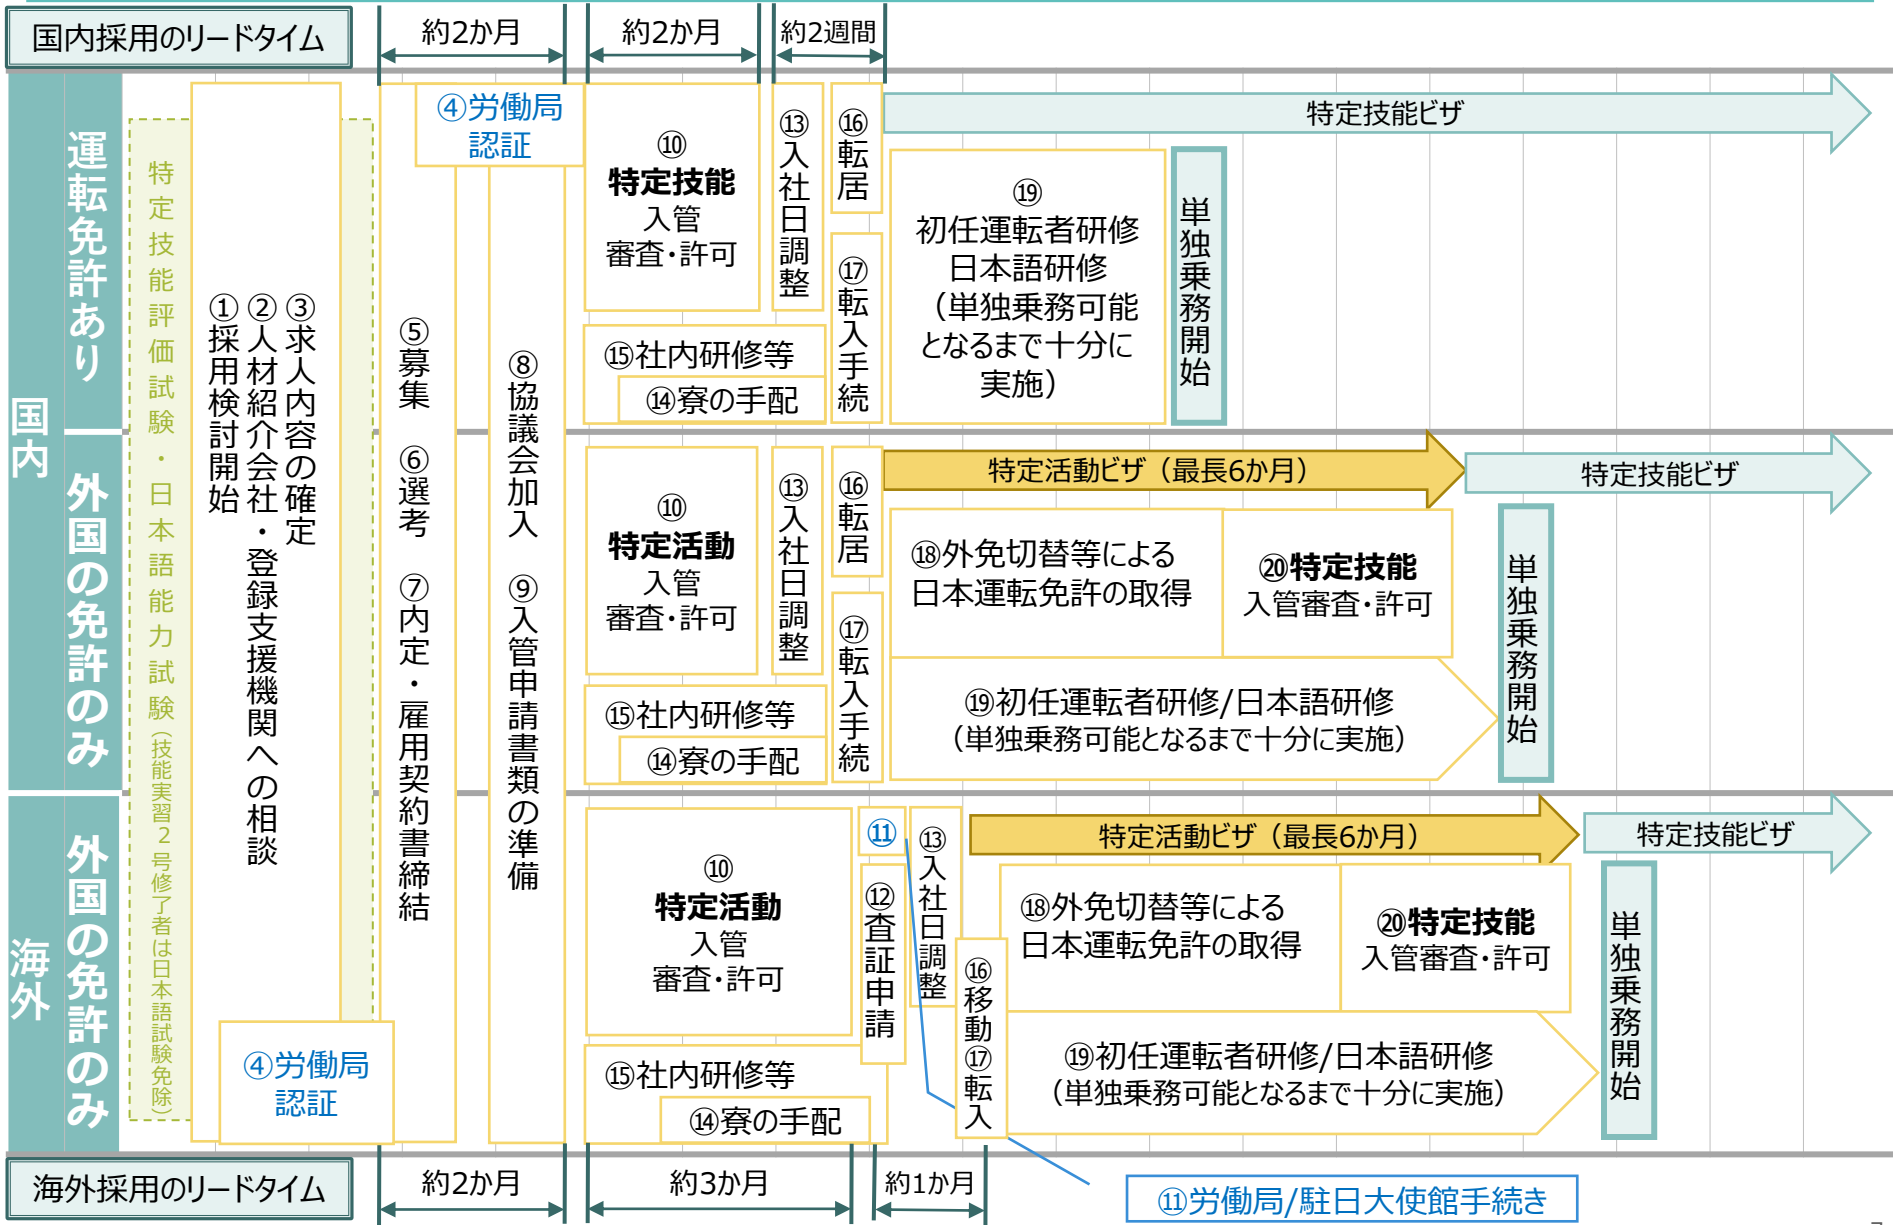 国内採用のリードタイム
約2か月
約2か月
約2週間
国内
運転免許あり
外国の免許のみ
海外
外国の免許のみ
特定技能評価試験・日本語能力試験（技能実習２号修了者は日本語試験免除）
①採用検討開始
②人材紹介会社・登録支援機関への相談
③求人内容の確定
④労働局
認証
⑤募集　⑥選考　⑦内定・雇用契約書締結
⑧協議会加入　⑨入管申請書類の準備
⑩
特定技能
入管
審査・許可
⑬入社日調整
⑯転居
⑰転入手続
⑮社内研修等
⑭寮の手配
特定技能ビザ
⑲
初任運転者研修
日本語研修
（単独乗務可能
となるまで十分に
実施）
単独乗務開始
⑩
特定活動
入管
審査・許可
⑬入社日調整
⑯転居
⑰転入手続
⑮社内研修等
⑭寮の手配
特定活動ビザ（最長6か月）
特定技能ビザ
⑱外免切替等による
日本運転免許の取得
⑳特定技能
入管審査・許可
⑲初任運転者研修/日本語研修
（単独乗務可能となるまで十分に実施）
単独乗務開始
④労働局
認証
⑩
特定活動
入管
審査・許可
⑪
⑫査証申請
⑬入社日調整
⑯移動⑰転入
⑮社内研修等
⑭寮の手配
特定活動ビザ（最長6か月）
特定技能ビザ
⑱外免切替等による
日本運転免許の取得
⑳特定技能
入管審査・許可
⑲初任運転者研修/日本語研修
（単独乗務可能となるまで十分に実施）
単独乗務開始
海外採用のリードタイム
約2か月
約3か月
約1か月
⑪労働局/駐日大使館手続き